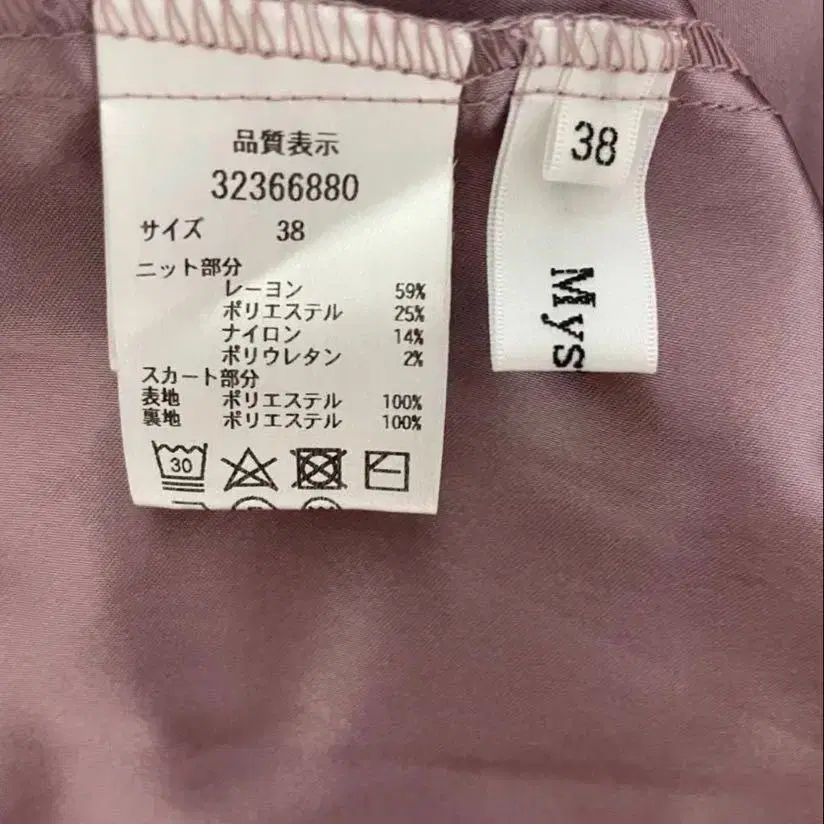 品質表示
32366880
サイズ 38
ニット部分
レーヨン 59%
ポリエステル 25%
ナイロン 14%
ポリウレタン 2%
スカート部分
表地 ポリエステル 100%
裏地 ポリエステル 100%
30
38
Mys